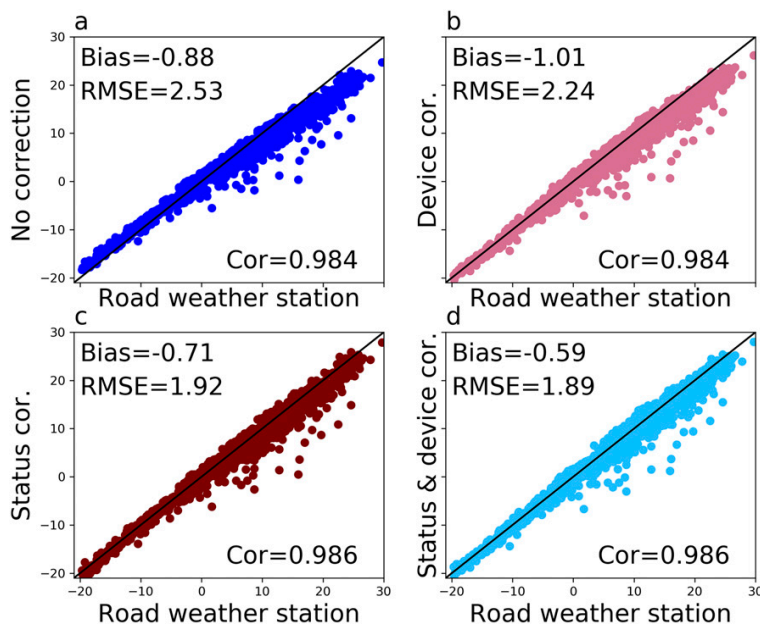 a
Bias=-0.88
RMSE=2.53
Cor=0.984
No correction
30
20
10
0
−10
−20
Road weather station
b
Bias=-1.01
RMSE=2.24
Cor=0.984
Device cor.
Road weather station
30
c
Bias=-0.71
RMSE=1.92
Cor=0.986
Status cor.
30
20
10
0
−10
−20
−20 −10 0 10 20 30
Road weather station
d
Bias=-0.59
RMSE=1.89
Cor=0.986
Status & device cor.
−20 −10 0 10 20 30
Road weather station